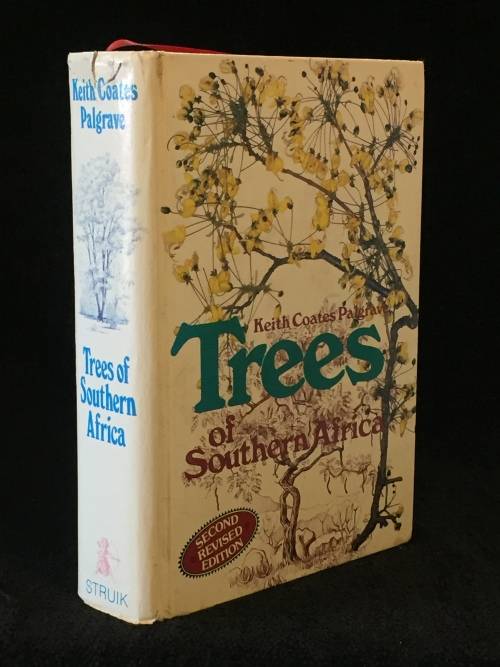 Keith Coates
Palgrave
Trees of
Southern
Africa
STRUIK
Keith Coates Palgrave
Trees
of
Southern Africa
SECOND
REVISED
EDITION